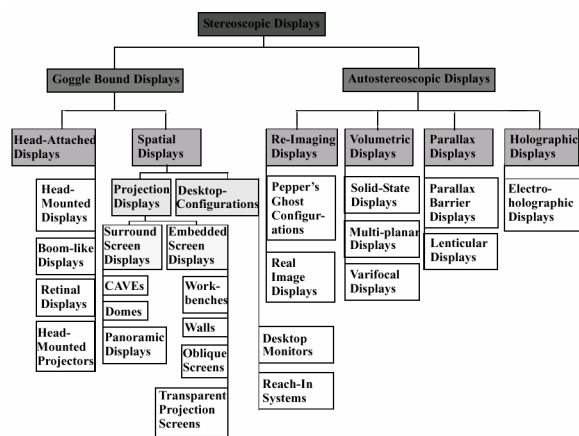 Stereoscopic Displays
Goggle Bound Displays
Autostereoscopic Displays
Head-Attached
Displays
Spatial
Displays
Re-Imaging
Displays
Volumetric
Displays
Parallax
Displays
Holographic
Displays
Head-
Mounted
Displays
Boom-like
Displays
Retinal Displays
Head-
Mounted
Projectors
Projection
Displays
Desktop-
Configurations
Surround
Screen
Displays
Embedded
Screen
Displays
CAVEs
Domes
Panoramic
Displays
Work-
benches
Walls
Oblique
Screens
Transparent
Projection
Screens
Desktop
Monitors
Reach-In
Systems
Pepper's
Ghost
Configur-
ations
Real
Image
Displays
Solid-State
Displays
Multi-planar
Displays
Varifocal
Displays
Parallax
Barrier
Displays
Lenticular
Displays
Electro-
holographic
Displays